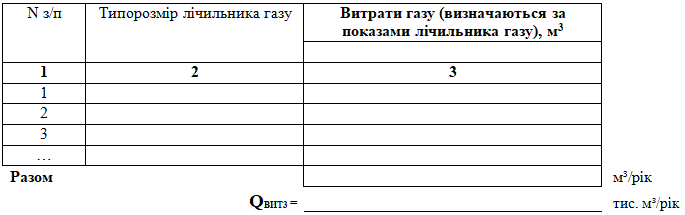 N з/п Типорозмір лічильника газу Витрати газу (визначаються за
показами лічильника газу), м³
1 2 3
1
2
3
…
Разом м³/рік
Qвитз = тис. м³/рік